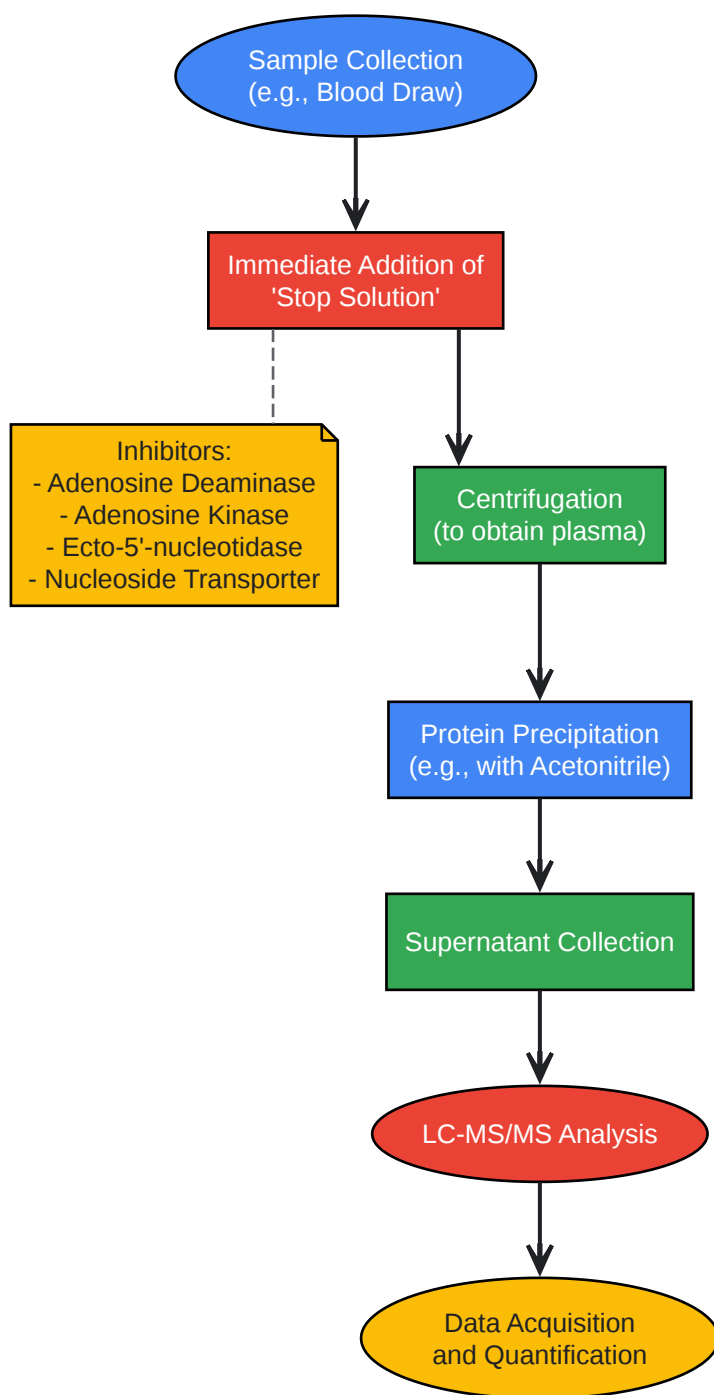 Sample Collection
(e.g., Blood Draw)
Immediate Addition of
'Stop Solution'
Inhibitors:
- Adenosine Deaminase
- Adenosine Kinase
- Ecto-5'-nucleotidase
- Nucleoside Transporter
Centrifugation
(to obtain plasma)
Protein Precipitation
(e.g., with Acetonitrile)
Supernatant Collection
LC-MS/MS Analysis
Data Acquisition
and Quantification